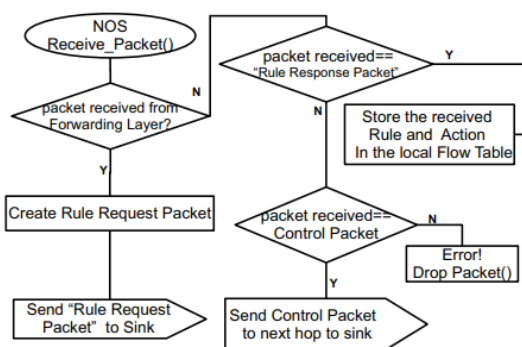 NOS
Receive_Packet()
packet received from
Forwarding Layer?
N
Y
Create Rule Request Packet
Send “Rule Request
Packet” to Sink
packet received==
“Rule Response Packet”
Y
N
Store the received
Rule and Action
In the local Flow Table
packet received==
Control Packet
N
Y
Error!
Drop Packet()
Send Control Packet
to next hop to sink